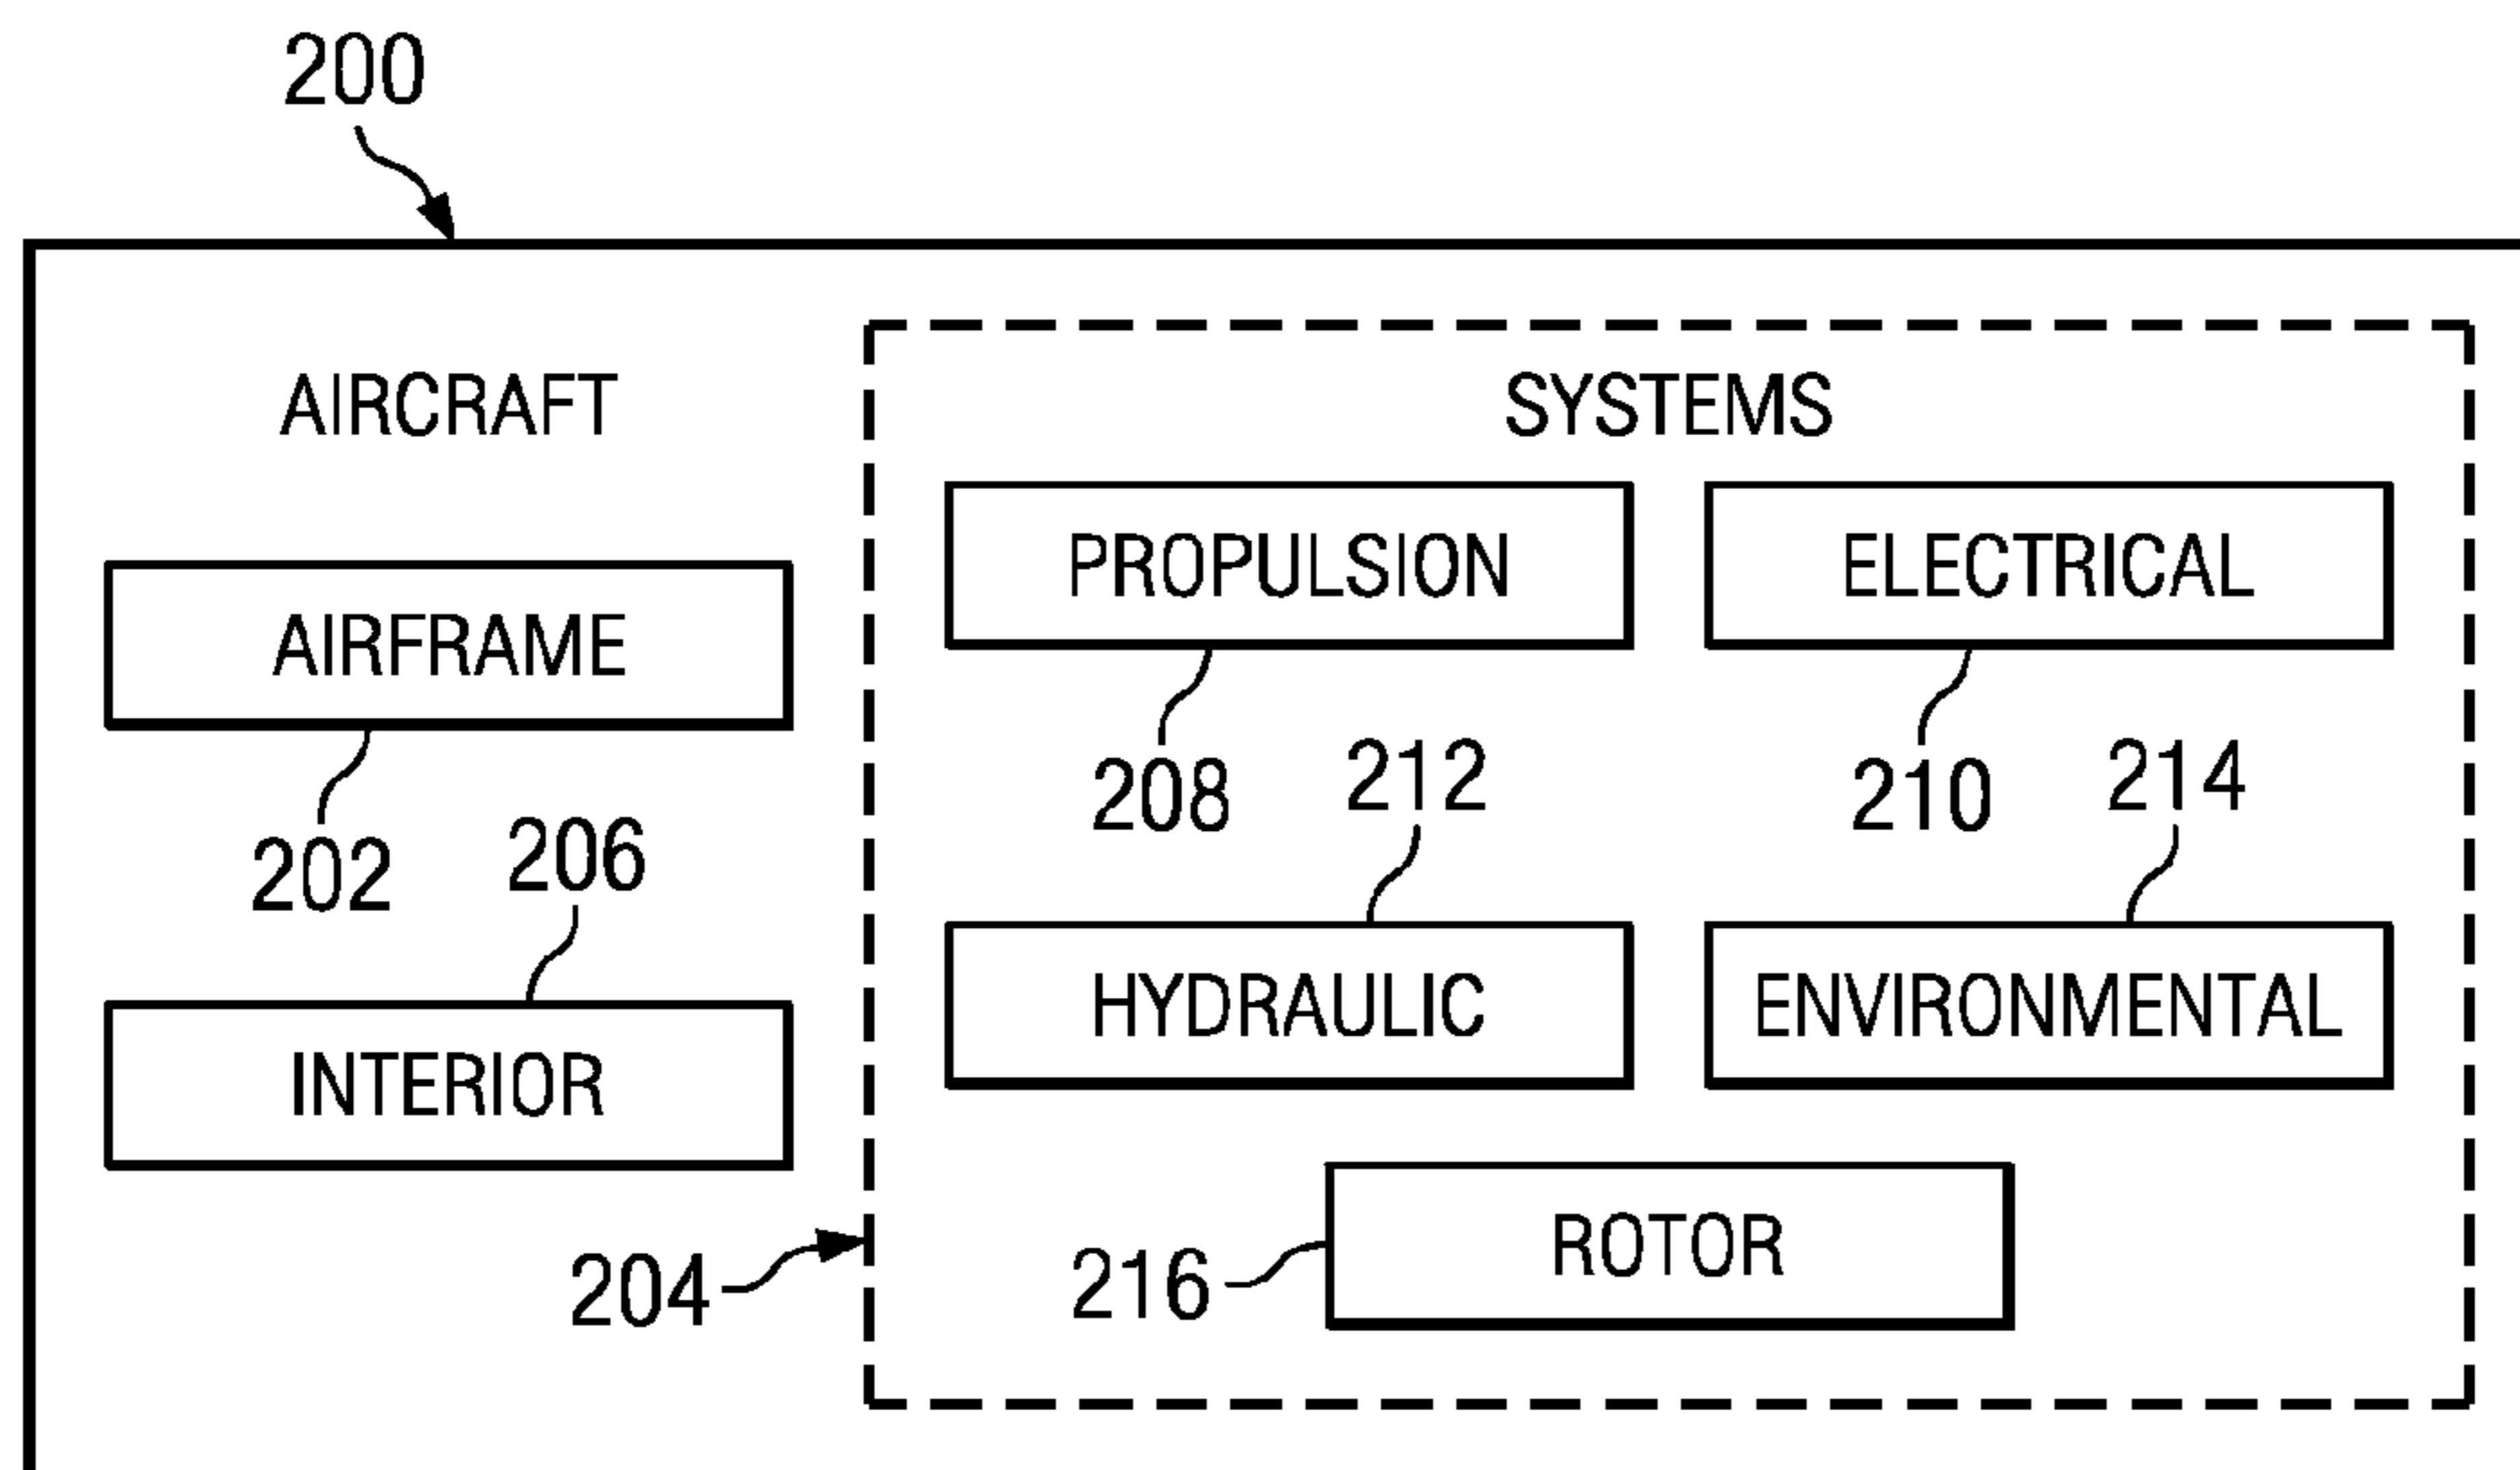 200
AIRCRAFT
SYSTEMS
PROPULSION
ELECTRICAL
AIRFRAME
208
212
210
214
202
206
HYDRAULIC
ENVIRONMENTAL
INTERIOR
204
216
ROTOR